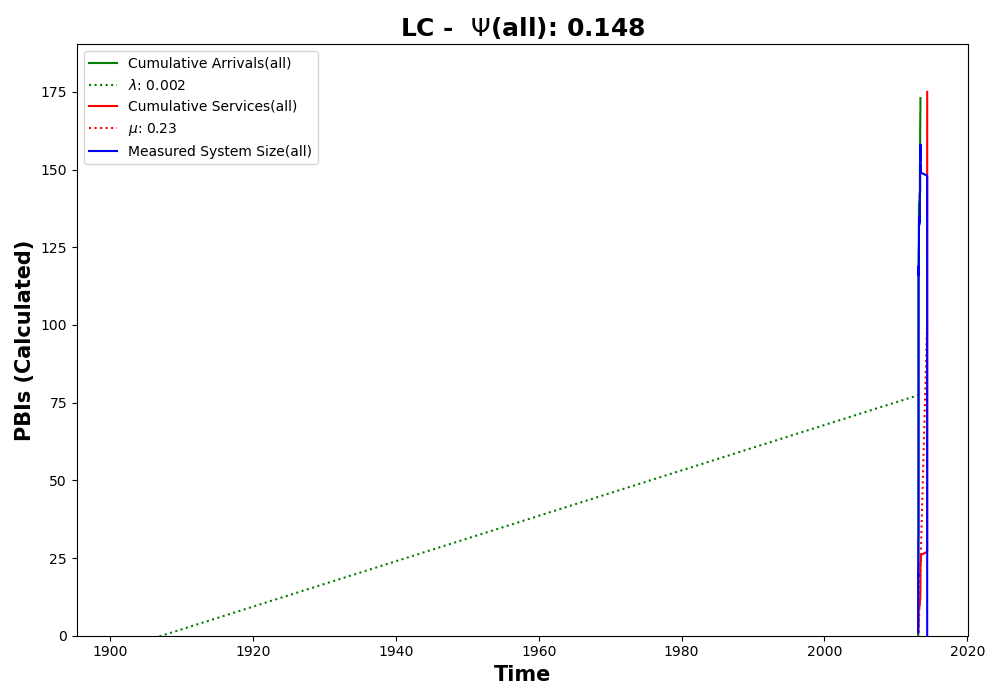 LC -  Ψ(all): 0.148
Cumulative Arrivals(all)
λ: 0.002
Cumulative Services(all)
μ: 0.23
Measured System Size(all)
PBIs (Calculated)
175
150
125
100
75
50
25
0
1900 1920 1940 1960 1980 2000 2020
Time